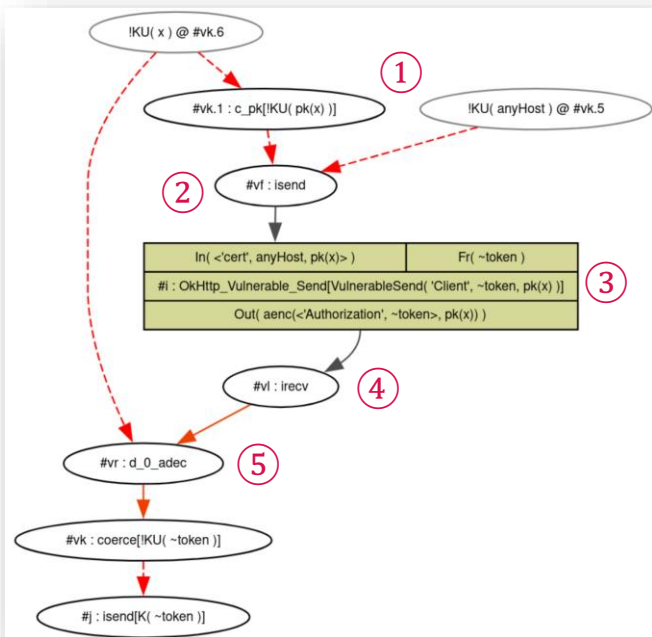 !KU( x ) @ #vk.6
①
#vk.1 : c_pk[!KU( pk(x) )]
!KU( anyHost ) @ #vk.5
②
#vf : isend
In( <'cert', anyHost, pk(x)> )
Fr( ~token )
#i : OkHttp_Vulnerable_Send[VulnerableSend( 'Client', ~token, pk(x) )]
③
Out( aenc(<'Authorization', ~token>, pk(x)) )
#vl : irecv
④
#vr : d_0_adec
⑤
#vk : coerce[!KU( ~token )]
#j : isend[K( ~token )]